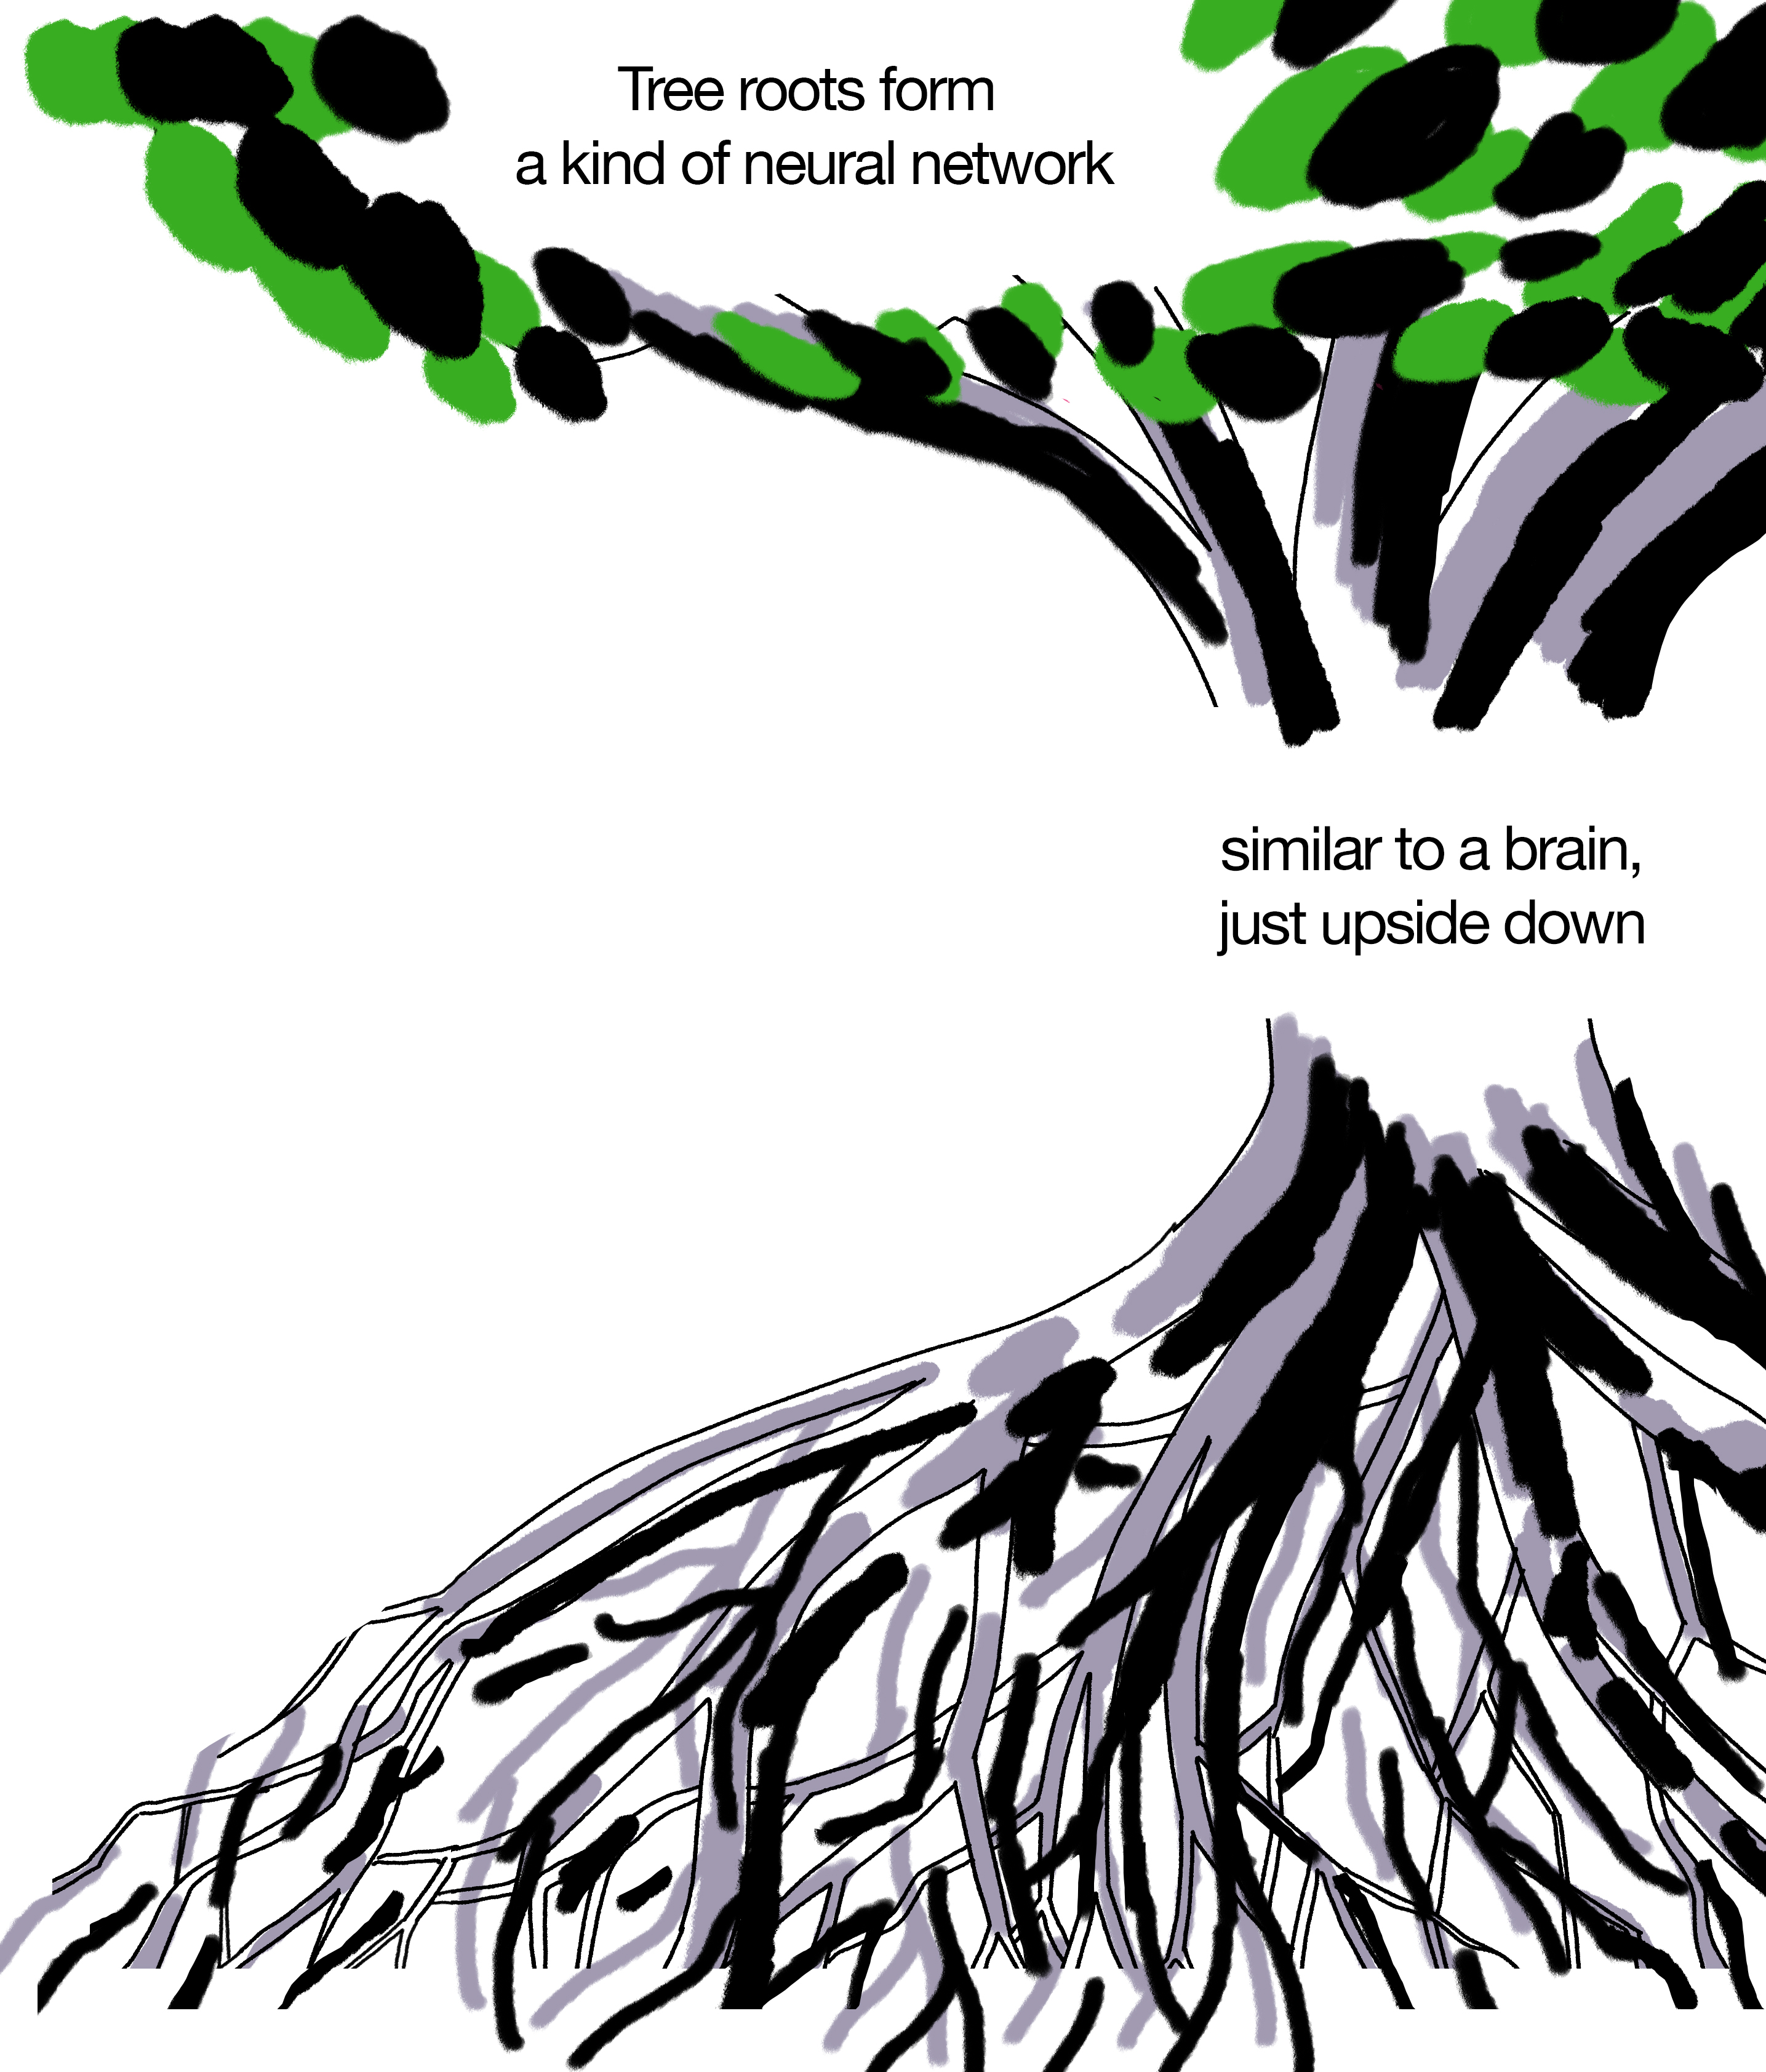 Tree roots form
a kind of neural network
similar to a brain,
just upside down